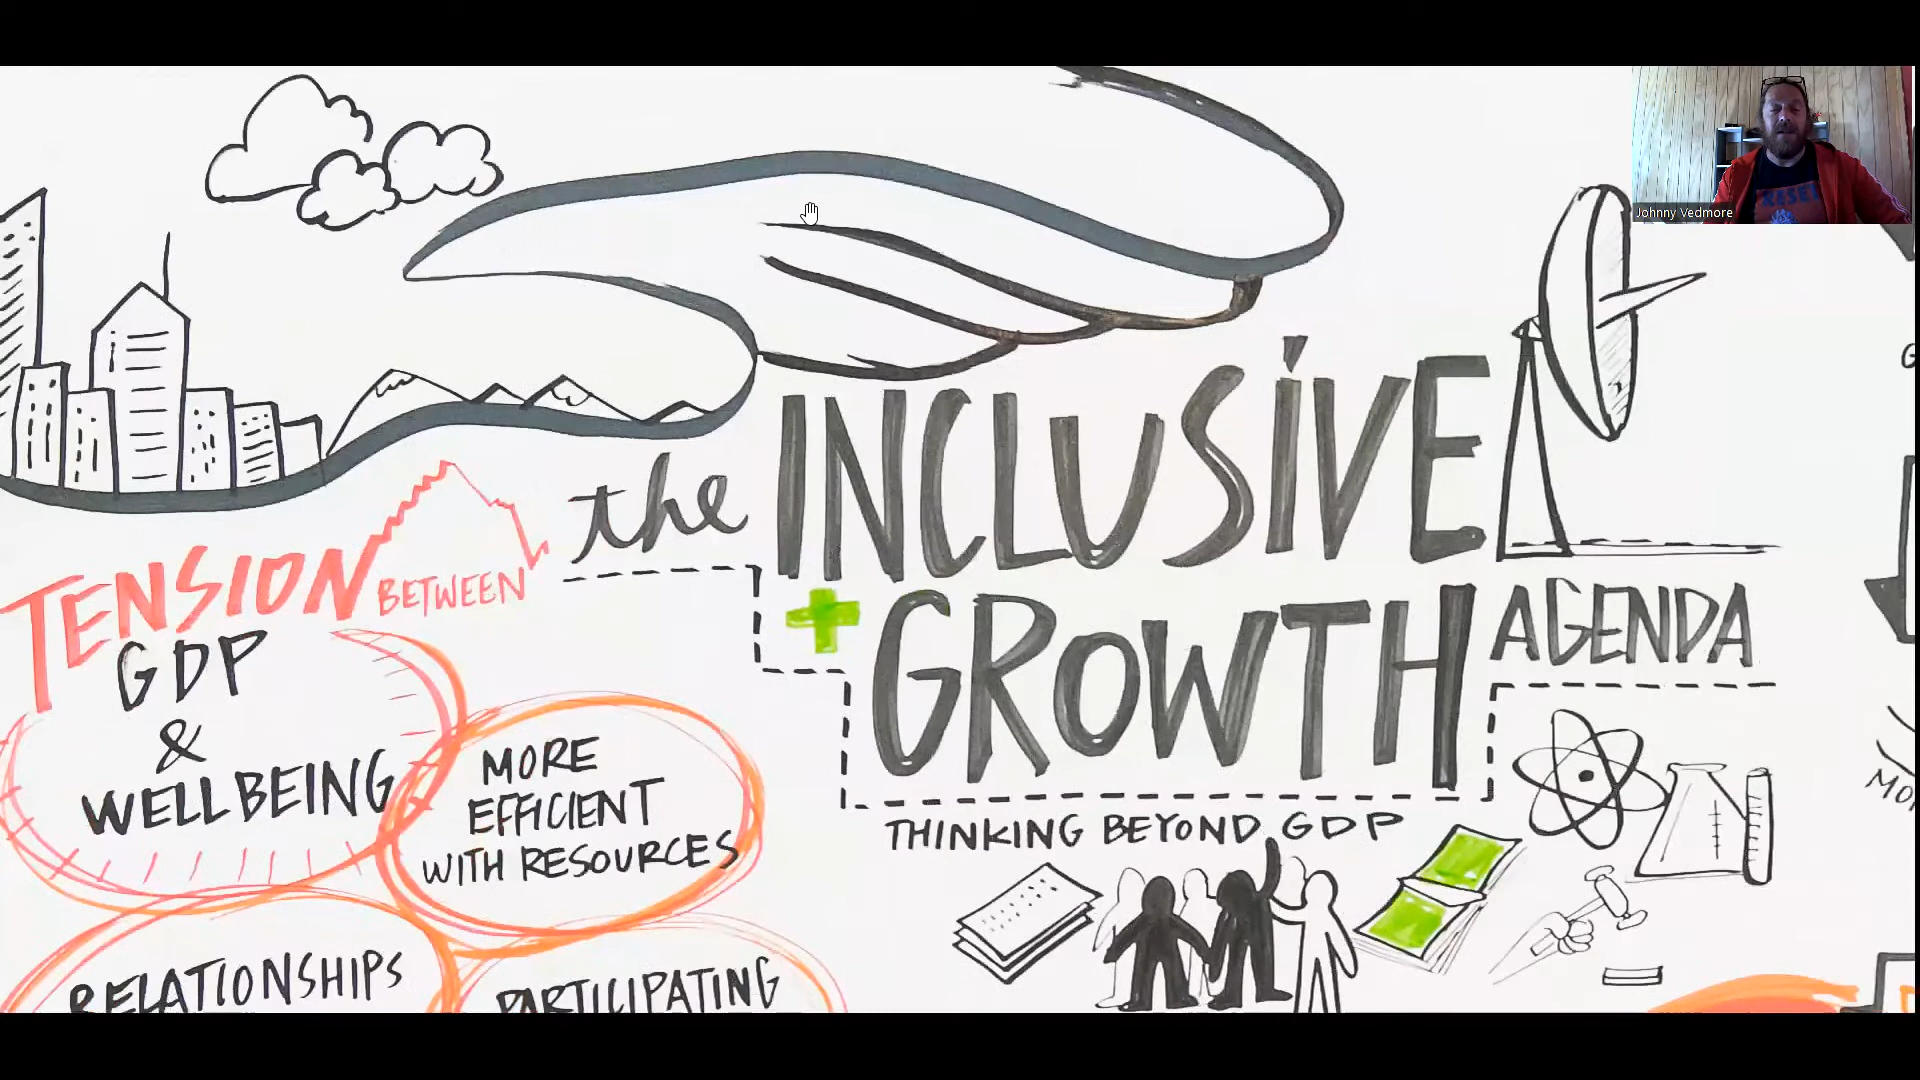 Johnny Vedmore
RESET
the INCLUSIVE
+ GROWTH
AGENDA
THINKING BEYOND GDP
TENSION BETWEEN
GDP
&
WELLBEING
MORE
EFFICIENT
WITH RESOURCES
RELATIONSHIPS
PARTICIPATING